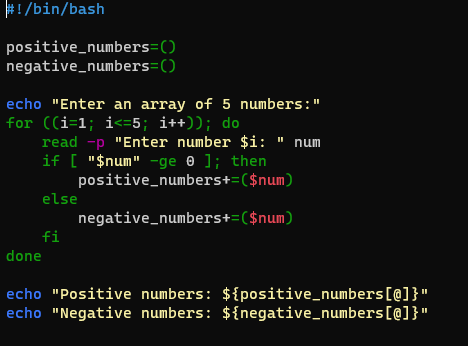 #!/bin/bash

positive_numbers=()
negative_numbers=()

echo "Enter an array of 5 numbers:"
for ((i=1; i<=5; i++)); do
    read -p "Enter number $i: " num
    if [ "$num" -ge 0 ]; then
        positive_numbers+=($num)
    else
        negative_numbers+=($num)
    fi
done

echo "Positive numbers: ${positive_numbers[@]}"
echo "Negative numbers: ${negative_numbers[@]}"